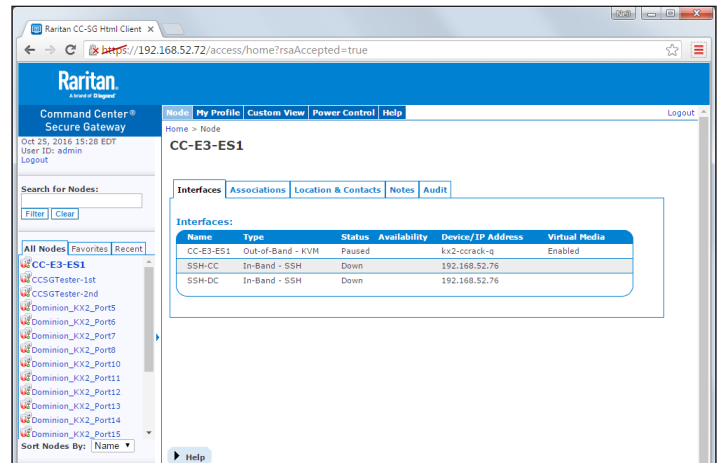 Neil
Raritan CC-SG Html Client
https://192.168.52.72/access/home?rsaAccepted=true
Raritan.
A brand of legrand
Command Center®
Secure Gateway
Oct 25, 2016 15:28 EDT
User ID: admin
Logout
Search for Nodes:
Filter Clear
All Nodes Favorites Recent
CC-E3-ES1
CCSGTester-1st
CCSGTester-2nd
Dominion_KX2_Port5
Dominion_KX2_Port6
Dominion_KX2_Port7
Dominion_KX2_Port8
Dominion_KX2_Port10
Dominion_KX2_Port11
Dominion_KX2_Port12
Dominion_KX2_Port13
Dominion_KX2_Port14
Dominion_KX2_Port15
Sort Nodes By: Name
Node My Profile Custom View Power Control Help Logout
Home > Node
CC-E3-ES1
Interfaces Associations Location & Contacts Notes Audit
Interfaces:
Name Type Status Availability Device/IP Address Virtual Media
CC-E3-ES1 Out-of-Band - KVM Paused kx2-ccrack-q Enabled
SSH-CC In-Band - SSH Down 192.168.52.76
SSH-DC In-Band - SSH Down 192.168.52.76
Help